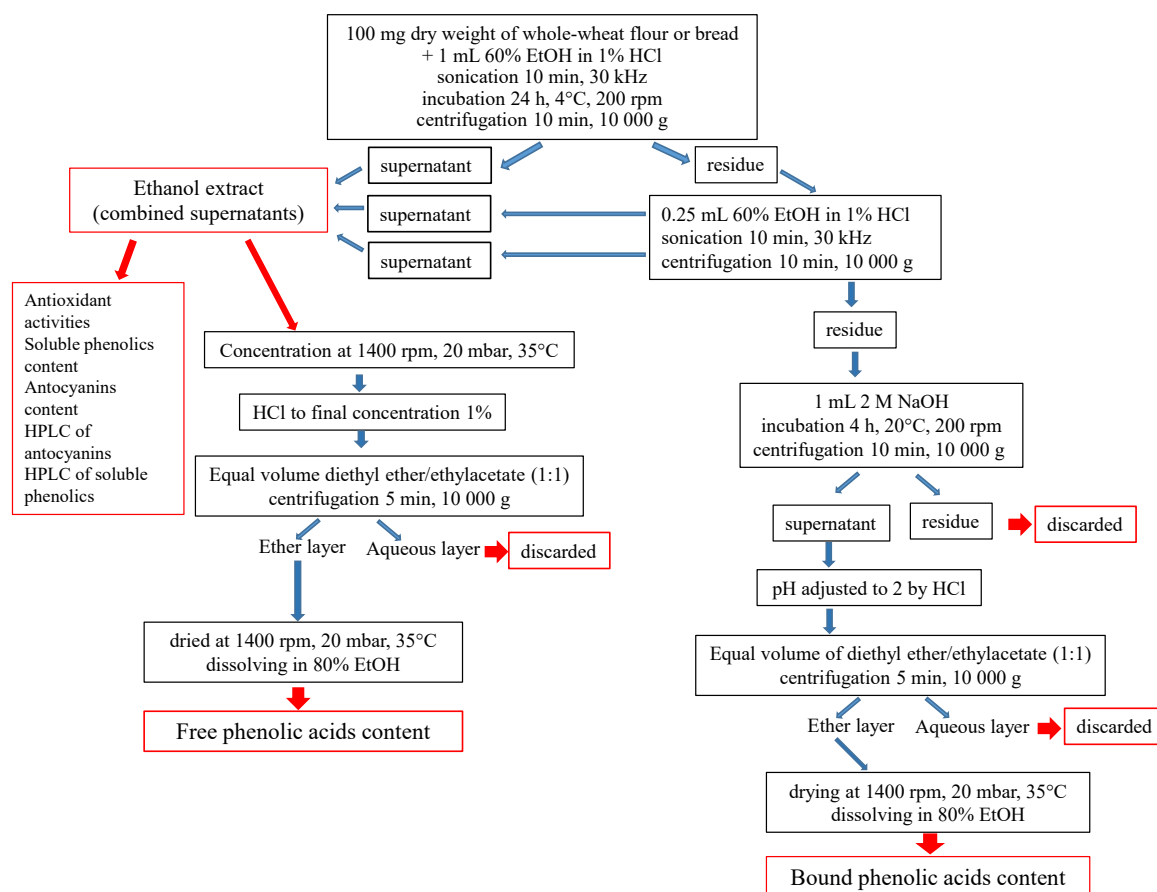 100 mg dry weight of whole-wheat flour or bread
+ 1 mL 60% EtOH in 1% HCl
sonication 10 min, 30 kHz
incubation 24 h, 4°C, 200 rpm
centrifugation 10 min, 10 000 g
supernatant
residue
Ethanol extract
(combined supernatants)
supernatant
supernatant
0.25 mL 60% EtOH in 1% HCl
sonication 10 min, 30 kHz
centrifugation 10 min, 10 000 g
Antioxidant
activities
Soluble phenolics
content
Antocyanins
content
HPLC of
antocyanins
HPLC of soluble
phenolics
Concentration at 1400 rpm, 20 mbar, 35°C
HCl to final concentration 1%
Equal volume diethyl ether/ethylacetate (1:1)
centrifugation 5 min, 10 000 g
Ether layer
Aqueous layer
discarded
dried at 1400 rpm, 20 mbar, 35°C
dissolving in 80% EtOH
Free phenolic acids content
residue
1 mL 2 M NaOH
incubation 4 h, 20°C, 200 rpm
centrifugation 10 min, 10 000 g
supernatant
residue
discarded
pH adjusted to 2 by HCl
Equal volume of diethyl ether/ethylacetate (1:1)
centrifugation 5 min, 10 000 g
Ether layer
Aqueous layer
discarded
drying at 1400 rpm, 20 mbar, 35°C
dissolving in 80% EtOH
Bound phenolic acids content